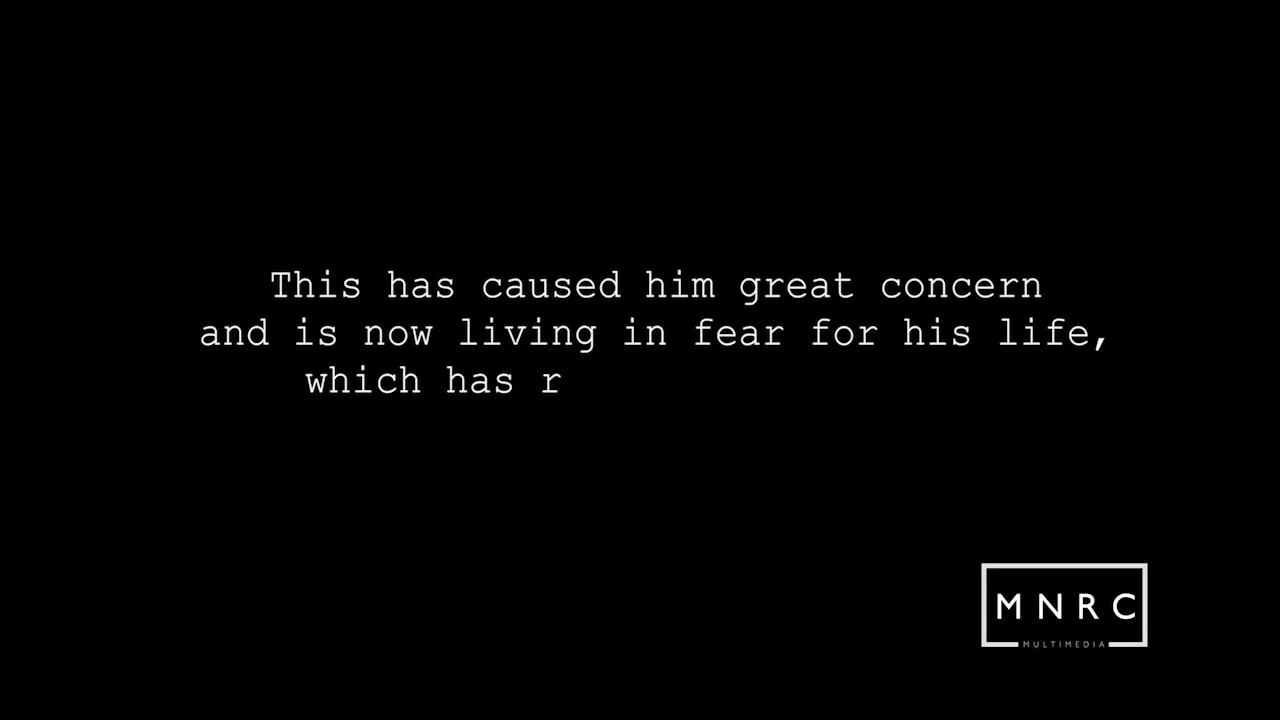 This has caused him great concern
and is now living in fear for his life,
which has r
MNRC
MULTIMEDIA